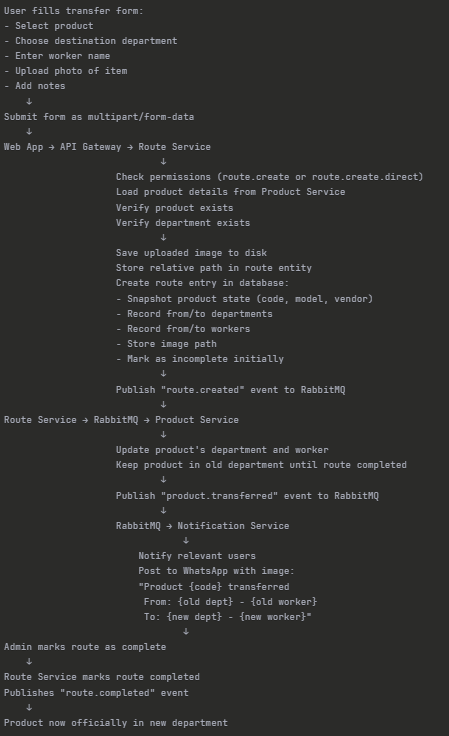 User fills transfer form:
- Select product
- Choose destination department
- Enter worker name
- Upload photo of item
- Add notes
↓
Submit form as multipart/form-data
↓
Web App → API Gateway → Route Service
↓
Check permissions (route.create or route.create.direct)
Load product details from Product Service
Verify product exists
Verify department exists
↓
Save uploaded image to disk
Store relative path in route entity
Create route entry in database:
- Snapshot product state (code, model, vendor)
- Record from/to departments
- Record from/to workers
- Store image path
- Mark as incomplete initially
↓
Publish "route.created" event to RabbitMQ
↓
Route Service → RabbitMQ → Product Service
↓
Update product's department and worker
Keep product in old department until route completed
↓
Publish "product.transferred" event to RabbitMQ
↓
RabbitMQ → Notification Service
↓
Notify relevant users
Post to WhatsApp with image:
"Product {code} transferred
From: {old dept} - {old worker}
To: {new dept} - {new worker}"
↓
Admin marks route as complete
↓
Route Service marks route completed
Publishes "route.completed" event
↓
Product now officially in new department